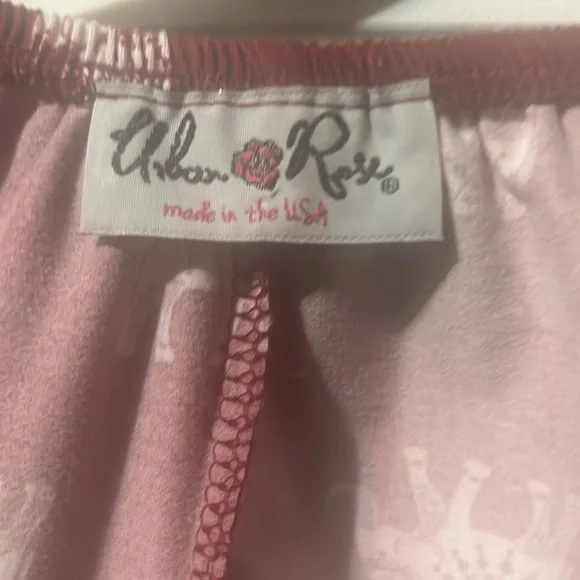 Urban Rose®
made in the USA